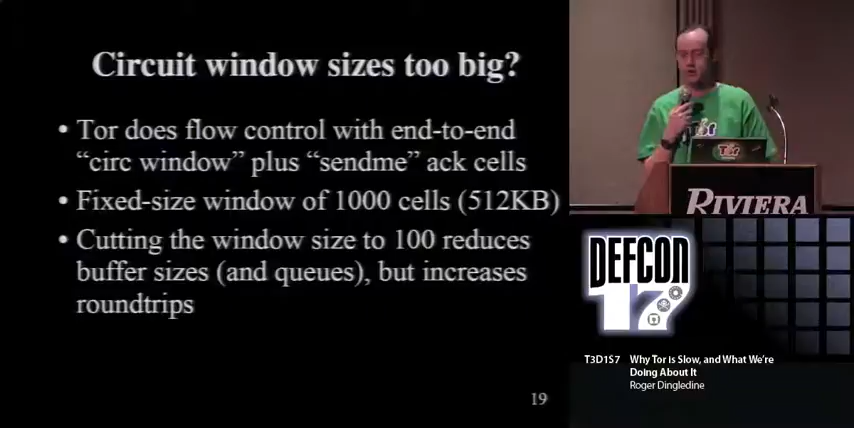 Circuit window sizes too big?
• Tor does flow control with end-to-end
“circ window” plus “sendme” ack cells
• Fixed-size window of 1000 cells (512KB)
• Cutting the window size to 100 reduces
buffer sizes (and queues), but increases
roundtrips
19
Tor
RIVIERA
DEFCON
17
T3D1S7 Why Tor is Slow, and What We're
Doing About It
Roger Dingledine